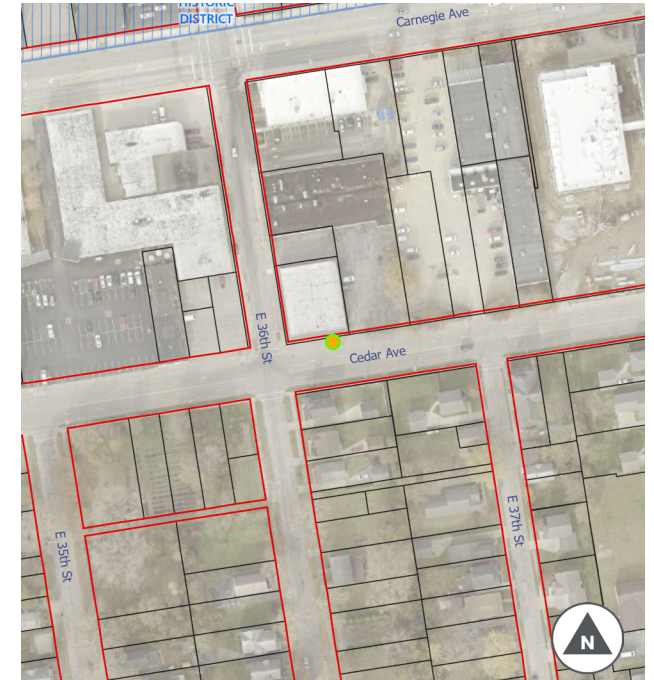 HISTORIC
DISTRICT
Carnegie Ave
E 36th St
Cedar Ave
E 37th St
E 35th St
N